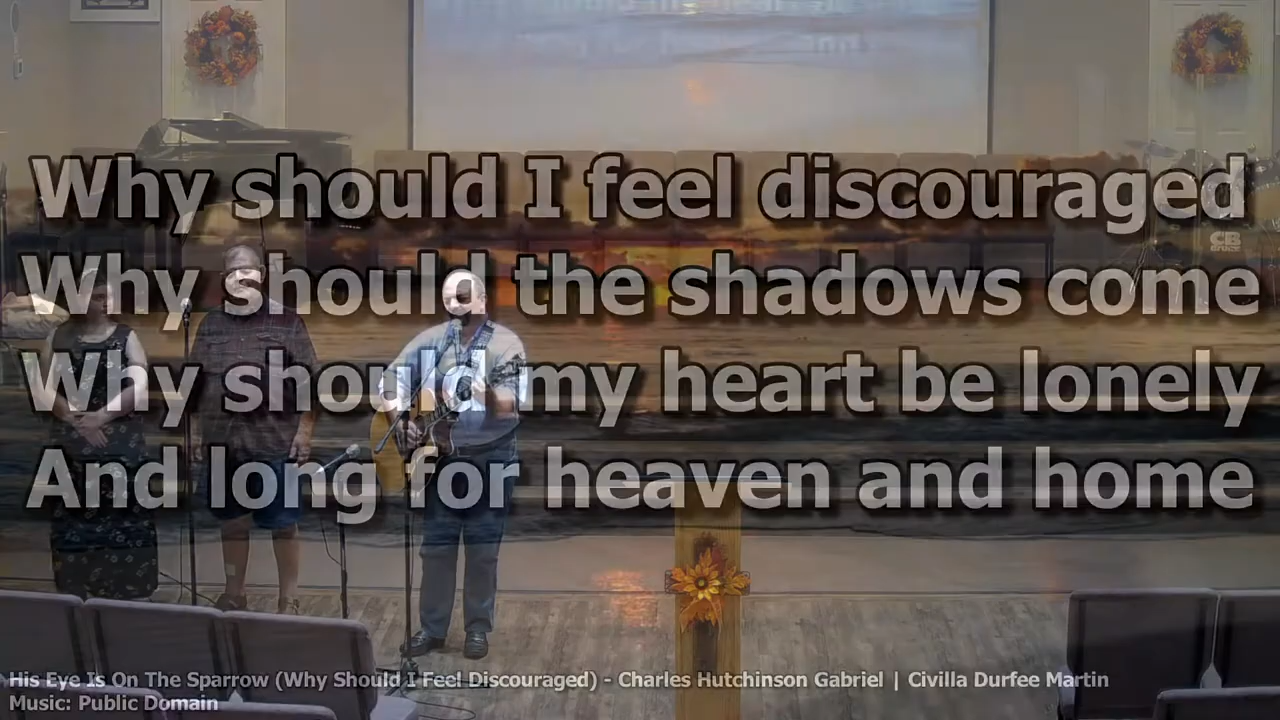 Why should I feel discouraged
Why should the shadows come
Why should my heart be lonely
And long for heaven and home
CB
His Eye Is On The Sparrow (Why Should I Feel Discouraged) - Charles Hutchinson Gabriel | Civilla Durfee Martin
Music: Public Domain